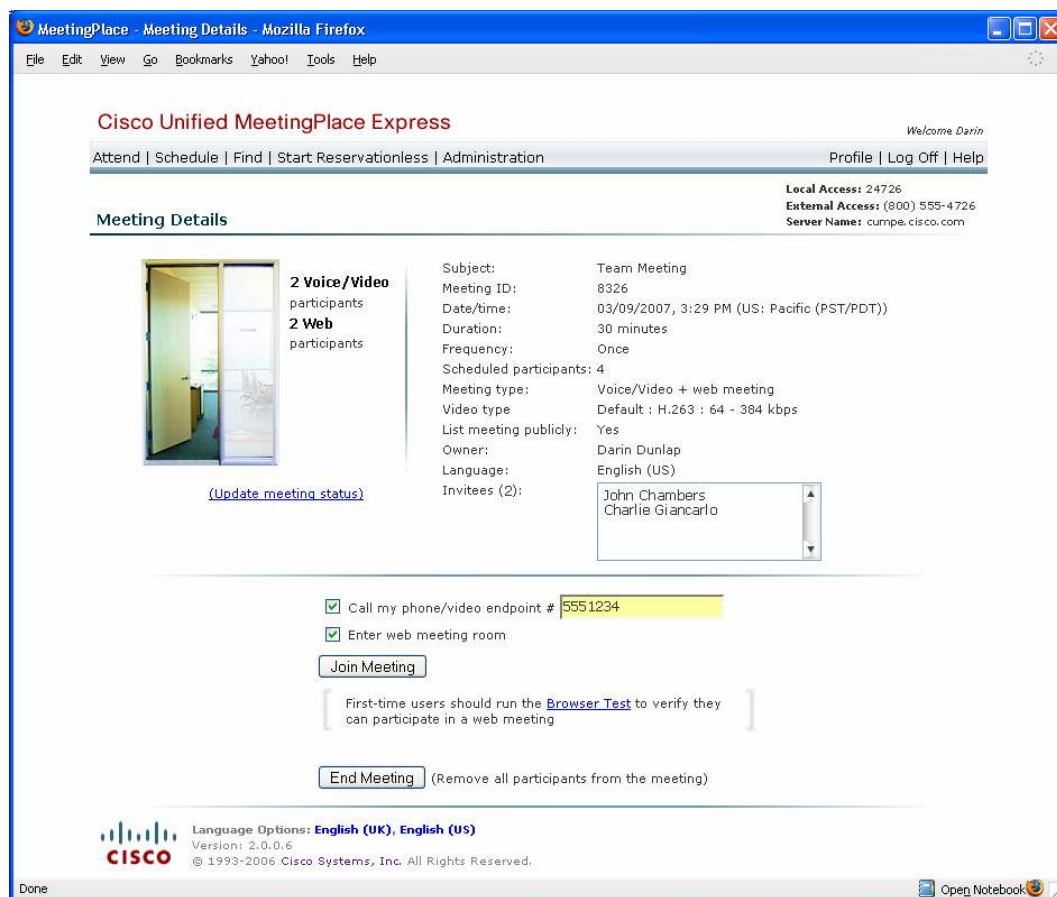 MeetingPlace - Meeting Details - Mozilla Firefox
File Edit View Go Bookmarks Yahoo! Tools Help
Cisco Unified MeetingPlace Express
Welcome Darin
Attend | Schedule | Find | Start Reservationless | Administration Profile | Log Off | Help
Local Access: 24726
External Access: (800) 555-4726
Server Name: cumpe.cisco.com
Meeting Details
2 Voice/Video
participants
2 Web
participants
(Update meeting status)
Subject: Team Meeting
Meeting ID: 8326
Date/time: 03/09/2007, 3:29 PM (US: Pacific (PST/PDT))
Duration: 30 minutes
Frequency: Once
Scheduled participants: 4
Meeting type: Voice/Video + web meeting
Video type Default : H.263 : 64 - 384 kbps
List meeting publicly: Yes
Owner: Darin Dunlap
Language: English (US)
Invitees (2): John Chambers
Charlie Giancarlo
Call my phone/video endpoint # 5551234
Enter web meeting room
Join Meeting
First-time users should run the Browser Test to verify they
can participate in a web meeting
End Meeting (Remove all participants from the meeting)
CISCO
Language Options: English (UK), English (US)
Version: 2.0.0.6
© 1993-2006 Cisco Systems, Inc. All Rights Reserved.
Done Open Notebook